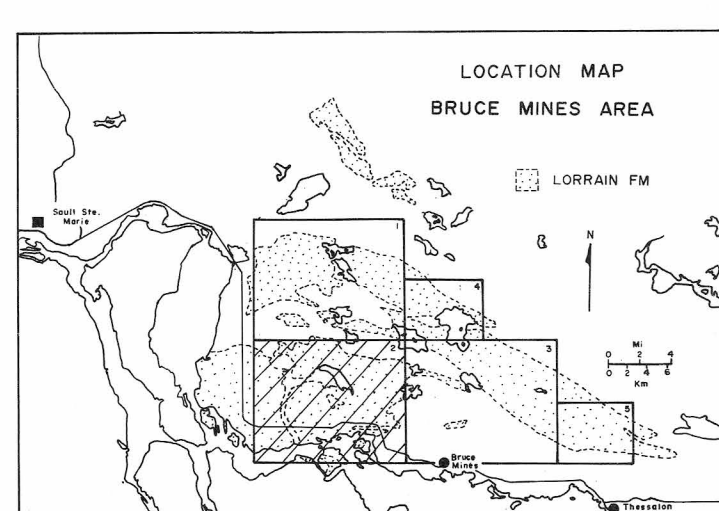 LOCATION MAP
BRUCE MINES AREA
LORRAIN FM
Sault Ste.
Marie
1
N
4
2
3
Mi
0 2 4
0 2 4 6
Km
5
Bruce
Mines
Thessalon